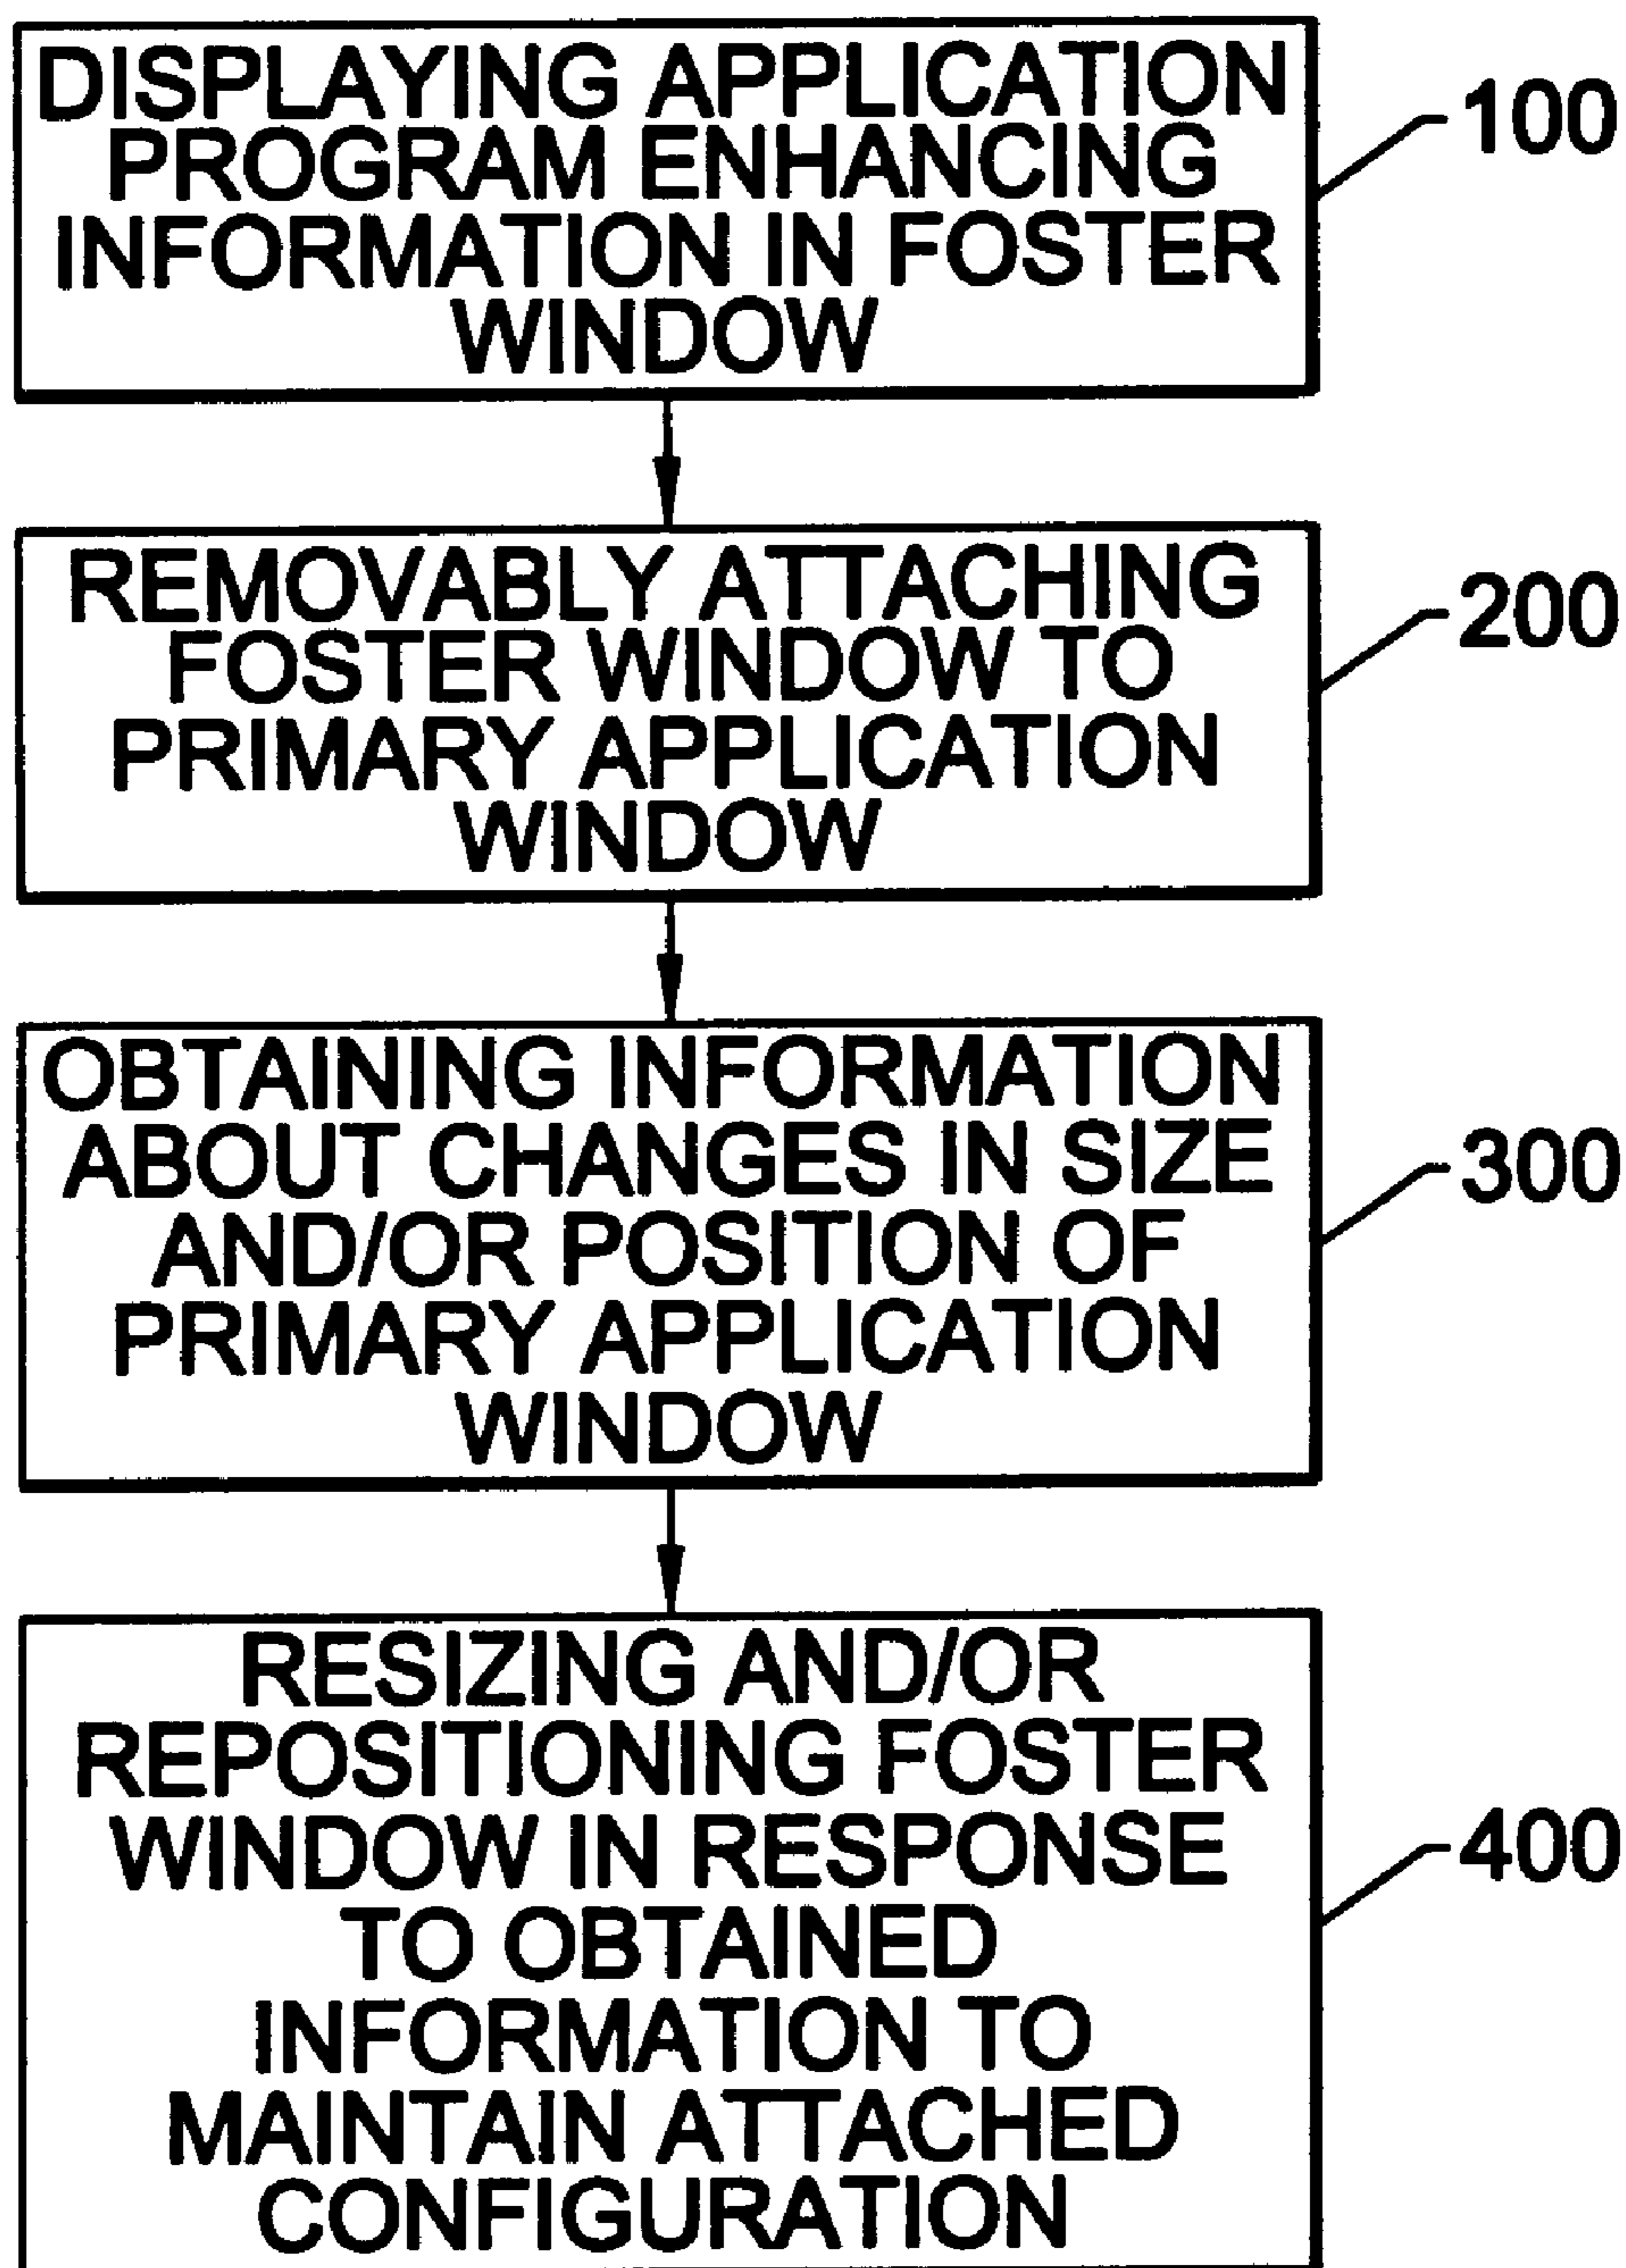 DISPLAYING APPLICATION
PROGRAM ENHANCING
INFORMATION IN FOSTER
WINDOW
100
REMOVABLY ATTACHING
FOSTER WINDOW TO
PRIMARY APPLICATION
WINDOW
200
OBTAINING INFORMATION
ABOUT CHANGES IN SIZE
AND/OR POSITION OF
PRIMARY APPLICATION
WINDOW
300
RESIZING AND/OR
REPOSITIONING FOSTER
WINDOW IN RESPONSE
TO OBTAINED
INFORMATION TO
MAINTAIN ATTACHED
CONFIGURATION
400